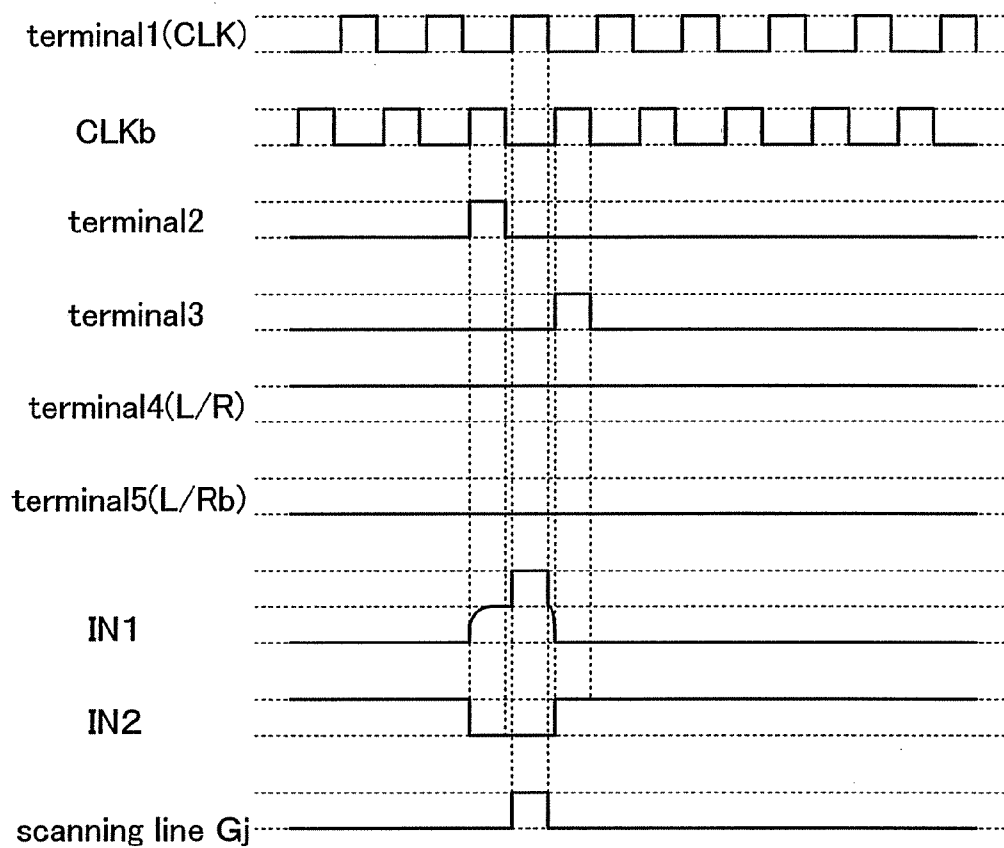 terminal1(CLK)
CLKb
terminal2
terminal3
terminal4(L/R)
terminal5(L/Rb)
IN1
IN2
scanning line Gj